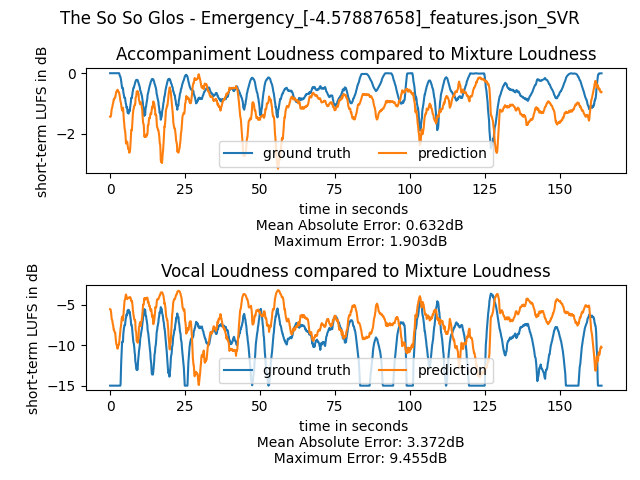 The So So Glos - Emergency_[-4.57887658]_features.json_SVR
Accompaniment Loudness compared to Mixture Loudness
short-term LUFS in dB
0
−2
ground truth
prediction
0
25
50
75
100
125
150
time in seconds
Mean Absolute Error: 0.632dB
Maximum Error: 1.903dB
Vocal Loudness compared to Mixture Loudness
short-term LUFS in dB
−5
−10
−15
ground truth
prediction
0
25
50
75
100
125
150
time in seconds
Mean Absolute Error: 3.372dB
Maximum Error: 9.455dB